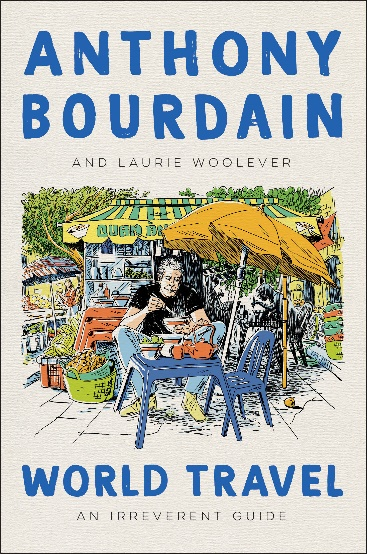 ANTHONY
BOURDAIN
AND LAURIE WOOLEVER
WORLD TRAVEL
AN IRREVERENT GUIDE